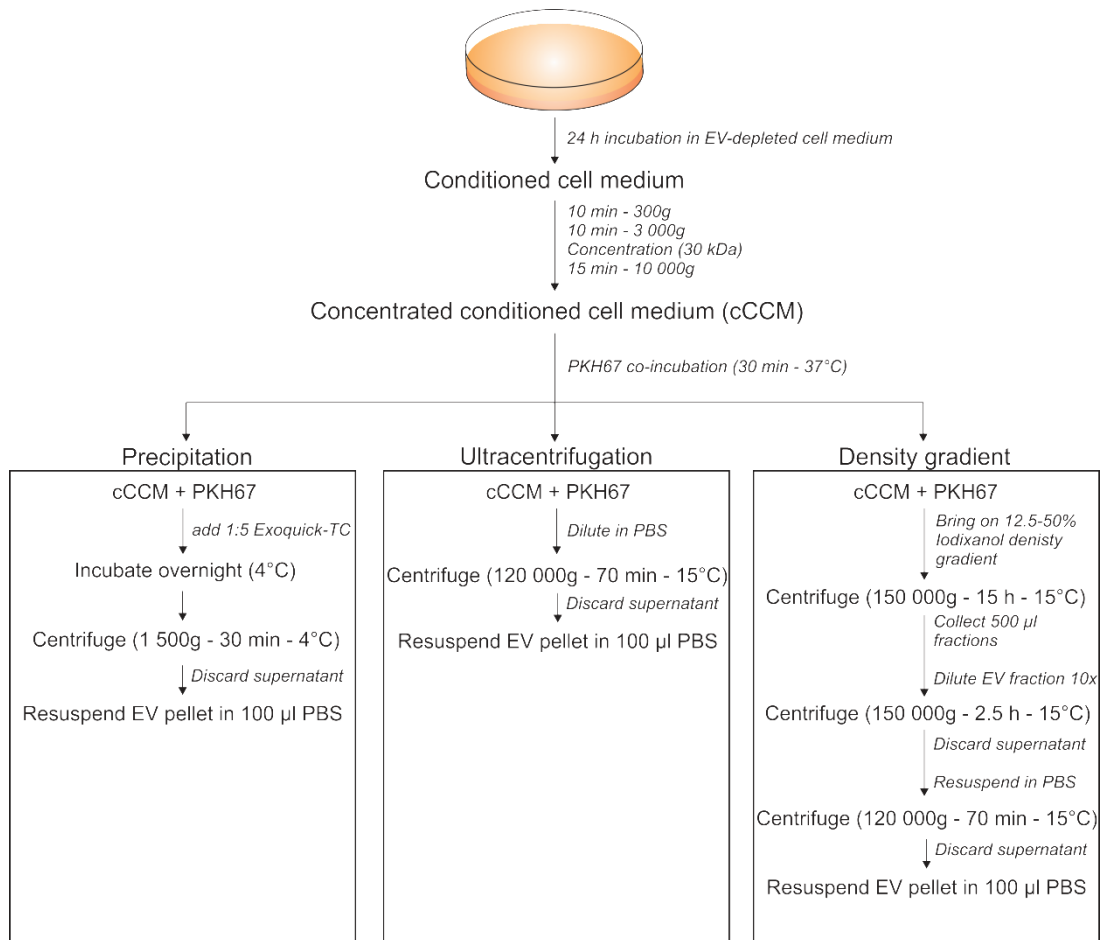 24 h incubation in EV-depleted cell medium
Conditioned cell medium
10 min - 300g
10 min - 3 000g
Concentration (30 kDa)
15 min - 10 000g
Concentrated conditioned cell medium (cCCM)
PKH67 co-incubation (30 min - 37°C)
Precipitation
cCCM + PKH67
add 1:5 Exoquick-TC
Incubate overnight (4°C)
Centrifuge (1 500g - 30 min - 4°C)
Discard supernatant
Resuspend EV pellet in 100 µl PBS
Ultracentrifugation
cCCM + PKH67
Dilute in PBS
Centrifuge (120 000g - 70 min - 15°C)
Discard supernatant
Resuspend EV pellet in 100 µl PBS
Density gradient
cCCM + PKH67
Bring on 12.5-50%
Iodixanol denisty
gradient
Centrifuge (150 000g - 15 h - 15°C)
Collect 500 µl
fractions
Dilute EV fraction 10x
Centrifuge (150 000g - 2.5 h - 15°C)
Discard supernatant
Resuspend in PBS
Centrifuge (120 000g - 70 min - 15°C)
Discard supernatant
Resuspend EV pellet in 100 µl PBS